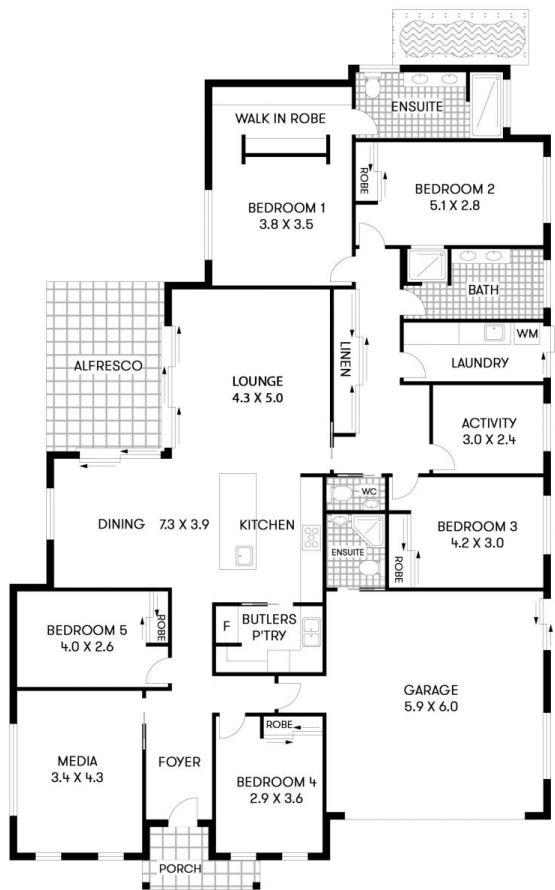 ENSUITE
WALK IN ROBE
ROBE
BEDROOM 2
5.1 X 2.8
BEDROOM 1
3.8 X 3.5
BATH
WM
LAUNDRY
LINEN
ALFRESCO
LOUNGE
4.3 X 5.0
ACTIVITY
3.0 X 2.4
WC
DINING 7.3 X 3.9
KITCHEN
BEDROOM 3
4.2 X 3.0
ENSUITE
ROBE
BEDROOM 5
4.0 X 2.6
ROBE
F
BUTLERS
P'TRY
GARAGE
5.9 X 6.0
ROBE
MEDIA
3.4 X 4.3
FOYER
BEDROOM 4
2.9 X 3.6
PORCH